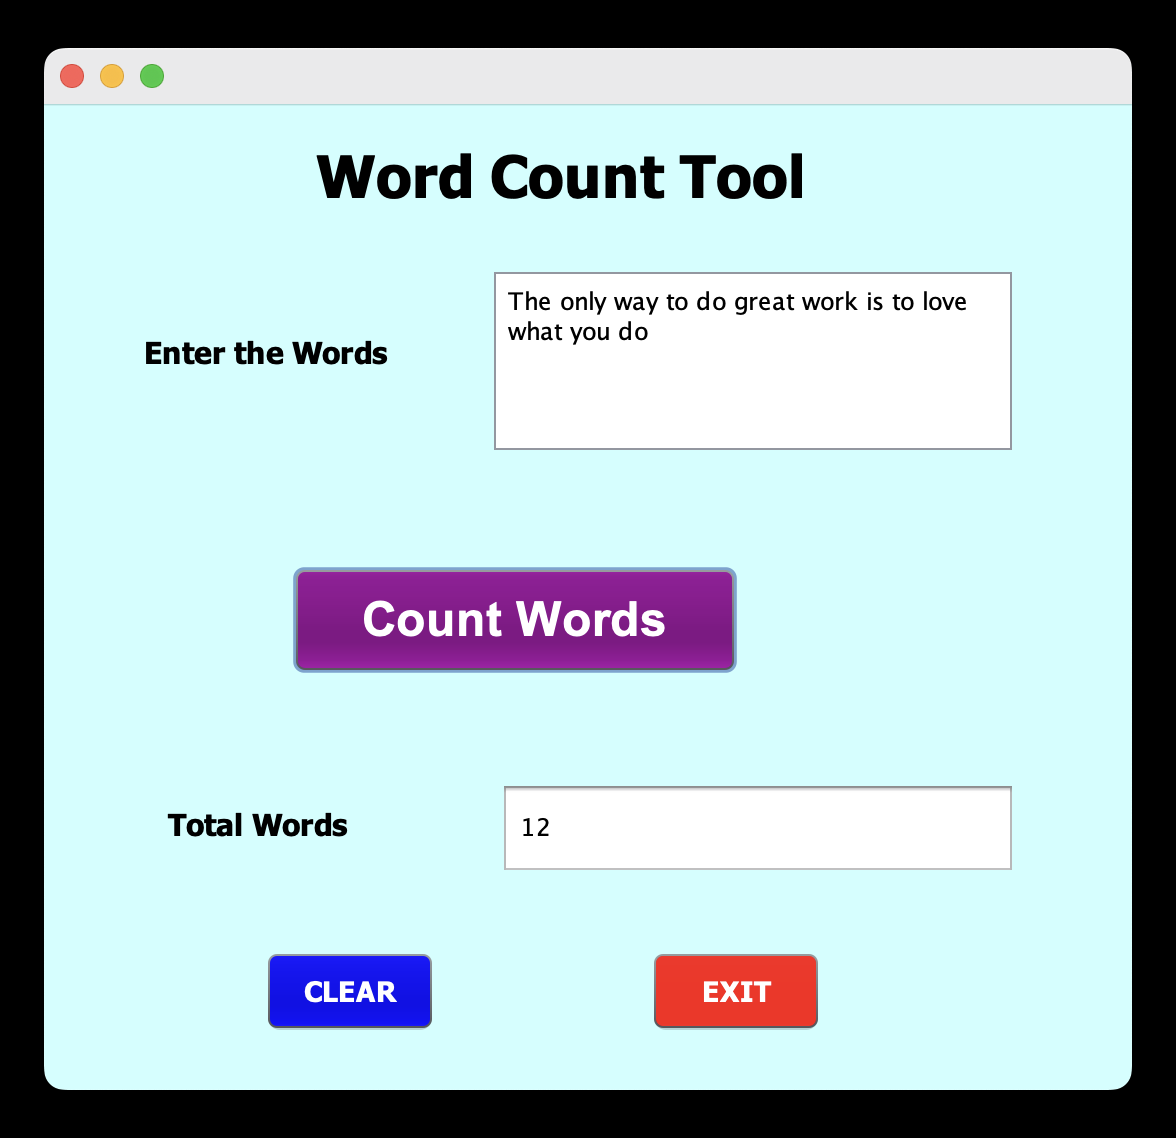 Word Count Tool
Enter the Words
The only way to do great work is to love
what you do
Count Words
Total Words
12
CLEAR
EXIT